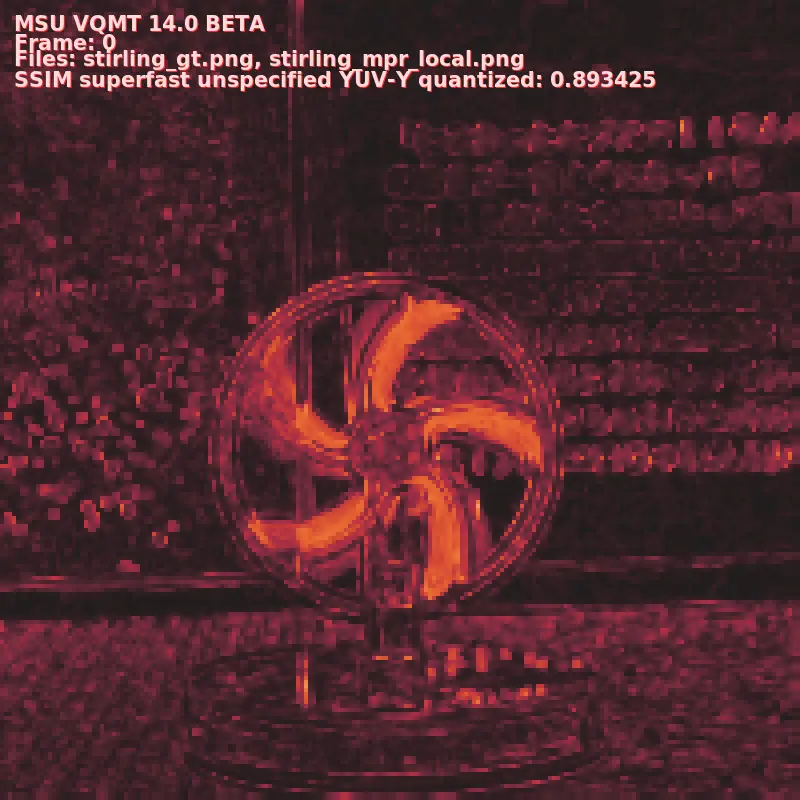 MSU VQMT 14.0 BETA
Frame: 0
Files: stirling_gt.png, stirling_mpr_local.png
SSIM superfast unspecified YUV-Y quantized: 0.893425